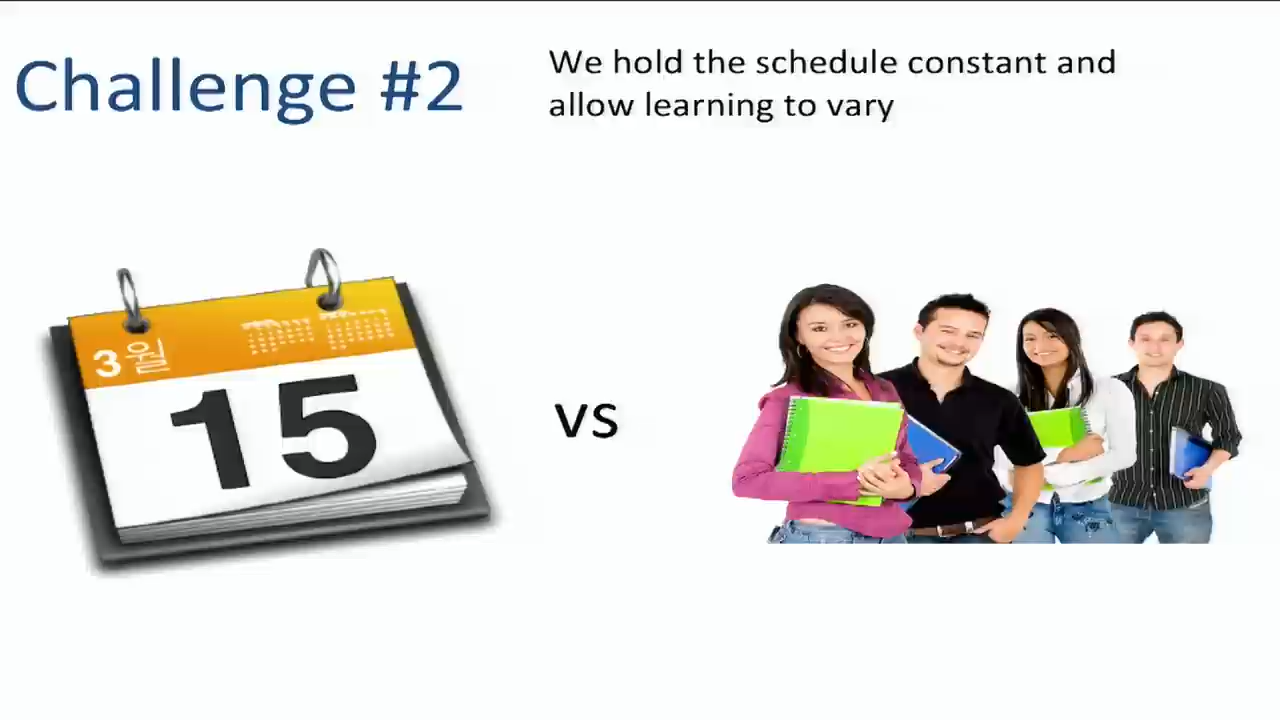 Challenge #2
We hold the schedule constant and
allow learning to vary
3월
15
vs